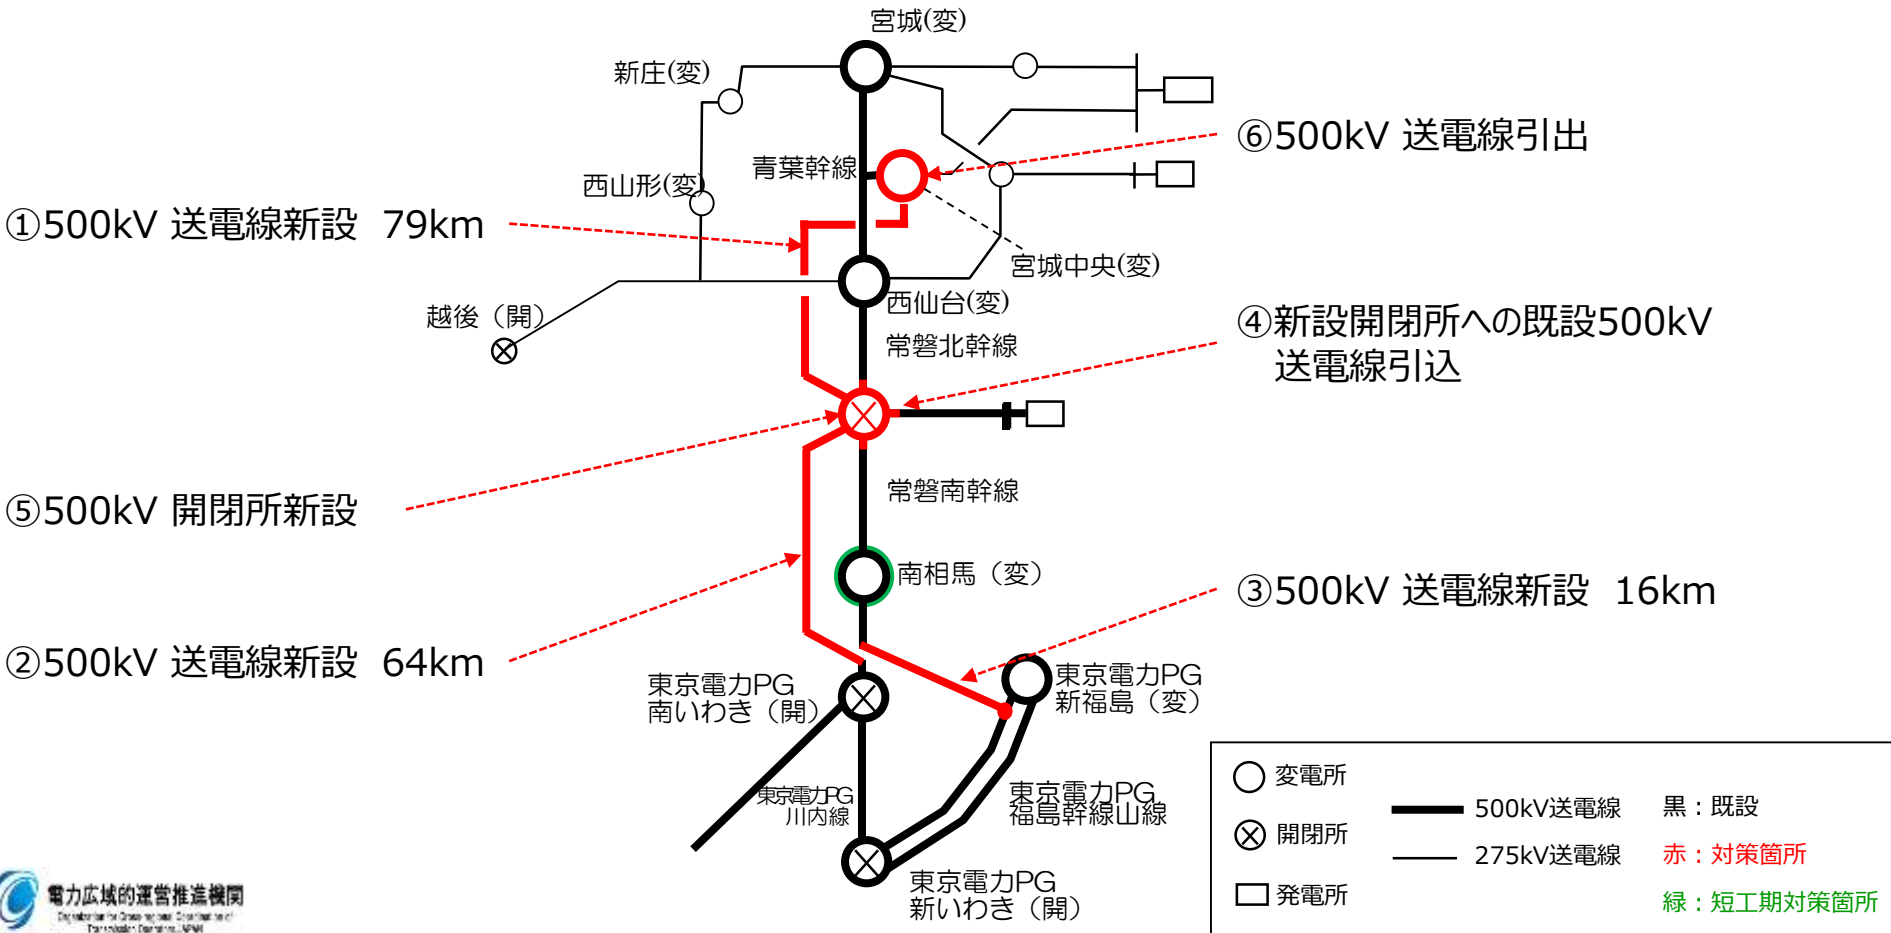 宮城(変)
新庄(変)
⑥500kV 送電線引出
青葉幹線
西山形(変)
①500kV 送電線新設 79km
宮城中央(変)
西仙台(変)
越後（開）
④新設開閉所への既設500kV
送電線引込
常磐北幹線
⑤500kV 開閉所新設
常磐南幹線
南相馬（変）
③500kV 送電線新設 16km
②500kV 送電線新設 64km
東京電力PG
南いわき（開）
東京電力PG
新福島（変）
東京電力PG
川内線
東京電力PG
福島幹線山線
東京電力PG
新いわき（開）
変電所
開閉所
発電所
500kV送電線
275kV送電線
黒：既設
赤：対策箇所
緑：短工期対策箇所
電力広域的運営推進機関
Organization for Cross-regional Coordination of
Transmission Operators, JAPAN